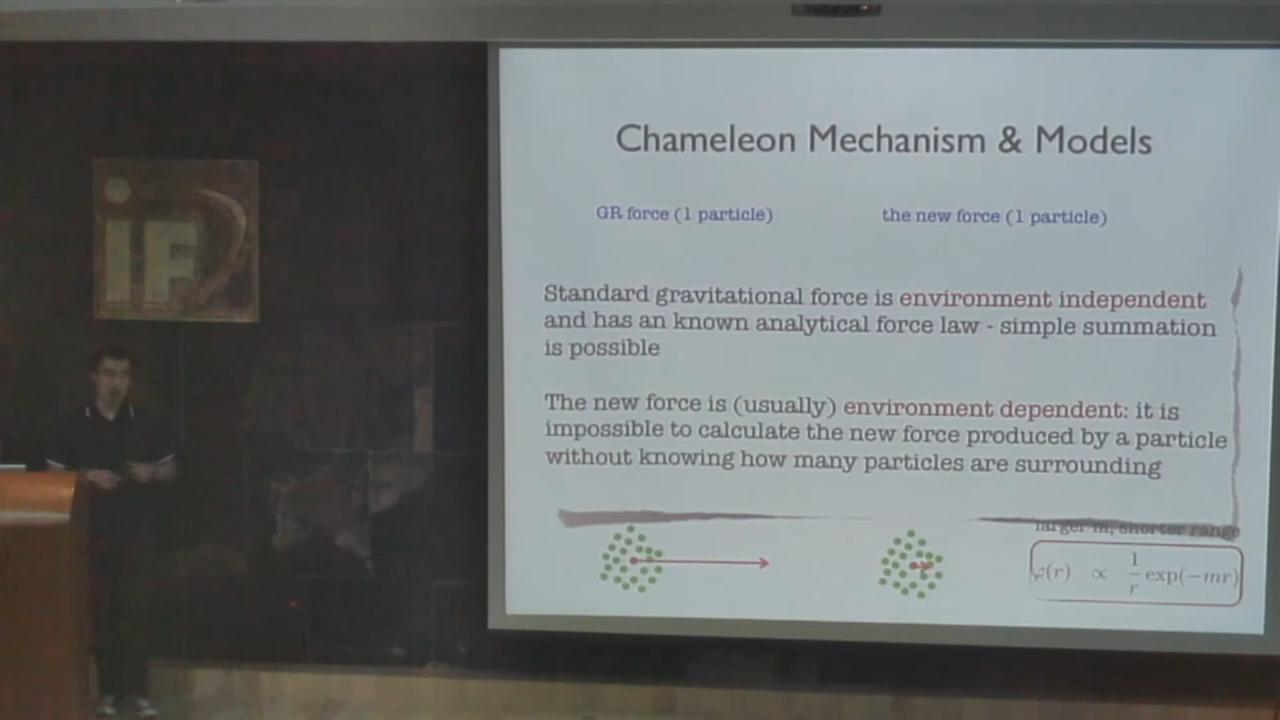 Chameleon Mechanism & Models
GR force (1 particle)
the new force (1 particle)
Standard gravitational force is environment independent
and has an known analytical force law - simple summation
is possible
The new force is (usually) environment dependent: it is
impossible to calculate the new force produced by a particle
without knowing how many particles are surrounding
larger m, shorter range
φ(r) ∝ 1/r exp(-mr)
iF